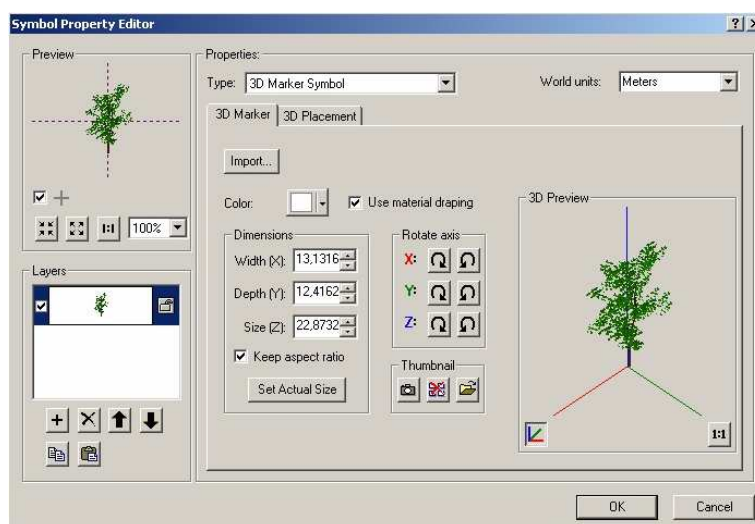 Symbol Property Editor
Preview
100%
1:1
Layers
Properties:
Type: 3D Marker Symbol
World units: Meters
3D Marker
3D Placement
Import...
Color:
Use material draping
Dimensions
Width (X): 13,1316
Depth (Y): 12,4162
Size (Z): 22,8732
Keep aspect ratio
Set Actual Size
Rotate axis
X:
Y:
Z:
Thumbnail
3D Preview
1:1
OK
Cancel